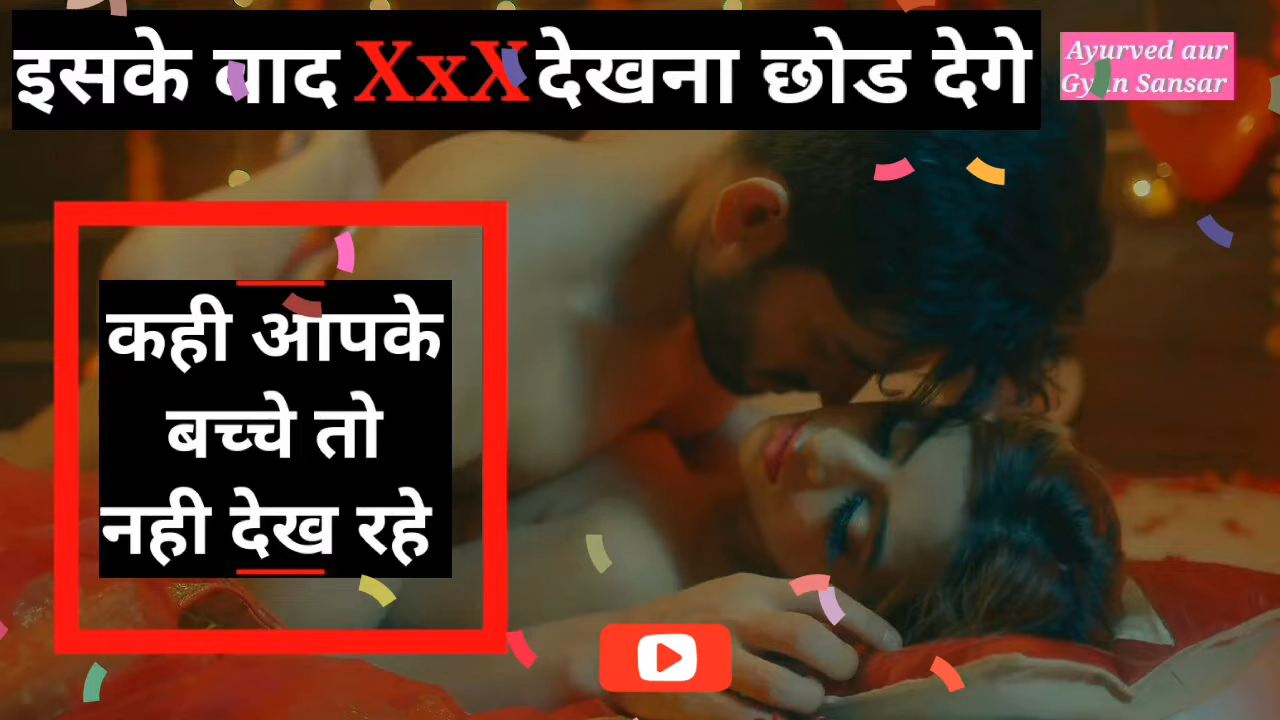 इसके बाद XxX देखना छोड देगे
Ayurved aur
Gyan Sansar
कही आपके
बच्चे तो
नही देख रहे